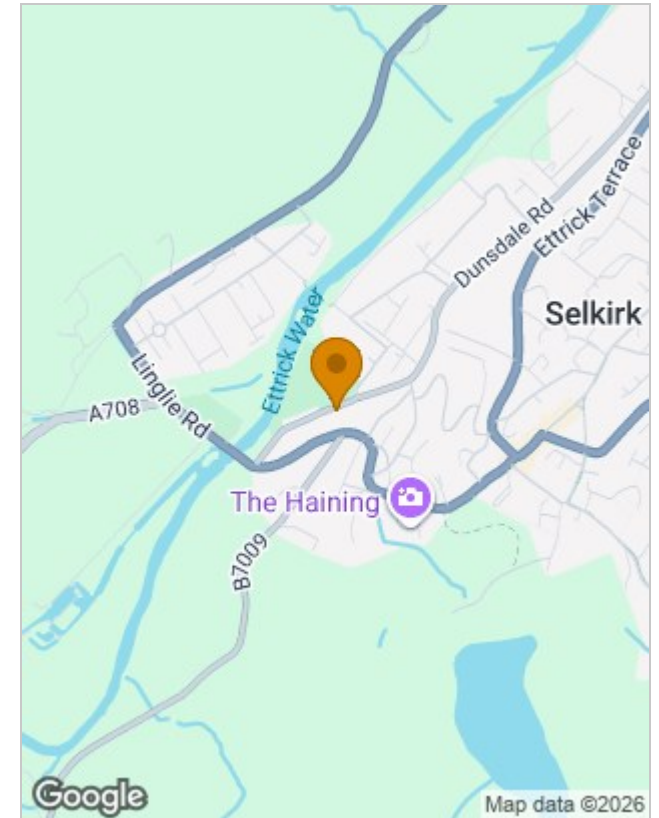 Dunsdale Rd
Ettrick Terrace
Selkirk
Ettrick Water
Linglie Rd
A708
The Haining
B7009
Google
Map data ©2026